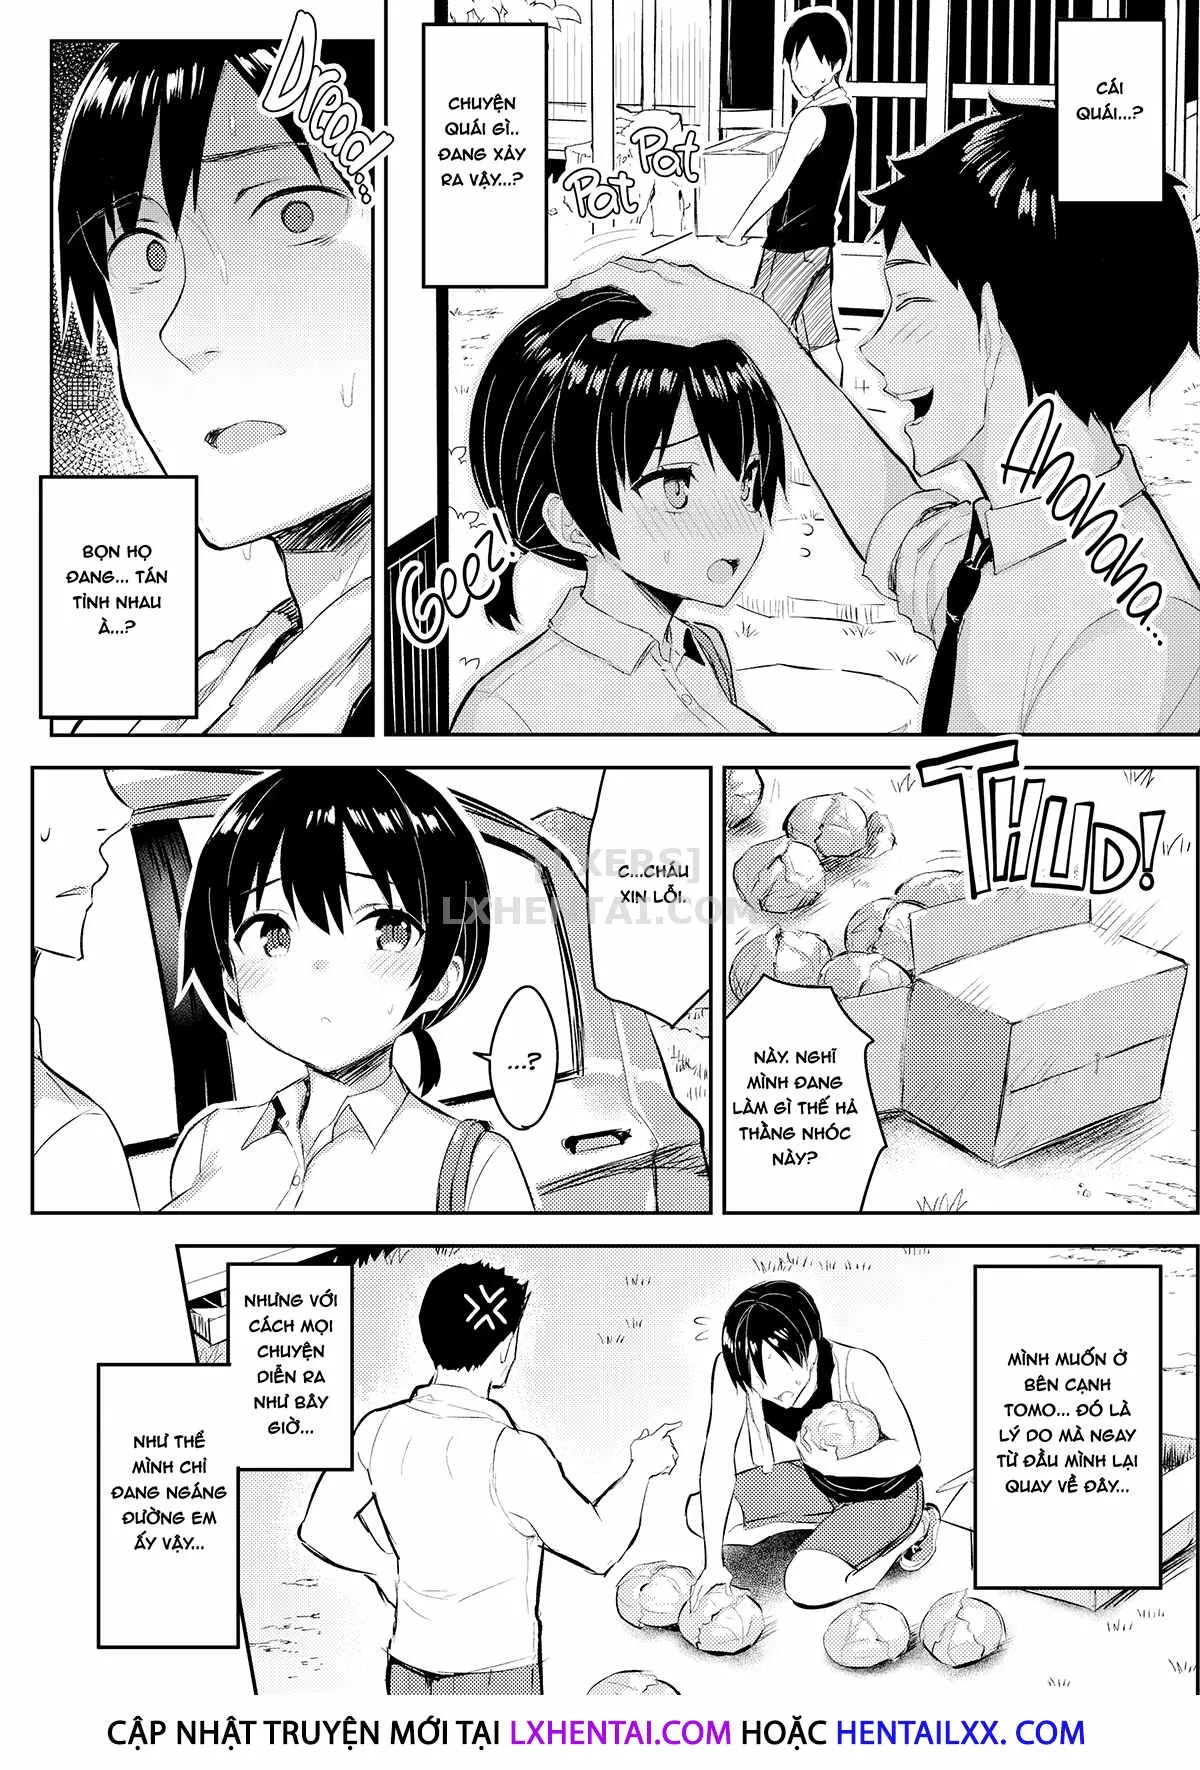 CÁI
QUÁI...?
CHUYỆN
QUÁI GÌ..
ĐANG XẢY
RA VẬY...?
Pat
Pat
Ahahaha...
Geez!
Dread...
BỌN HỌ
ĐANG... TÁN
TỈNH NHAU
À...?
THUD!
NÀY. NGHĨ
MÌNH ĐANG
LÀM GÌ THẾ HẢ
THẰNG NHÓC
NÀY?
C...CHÁU
XIN LỖI.
...?
LXHENTAI.COM
MÌNH MUỐN Ở
BÊN CẠNH
TOMO... ĐÓ LÀ
LÝ DO MÀ NGAY
TỪ ĐẦU MÌNH LẠI
QUAY VỀ ĐÂY...
NHƯNG VỚI
CÁCH MỌI
CHUYỆN
DIỄN RA
NHƯ BÂY
GIỜ...
NHƯ THỂ
MÌNH CHỈ
ĐANG NGÁNG
ĐƯỜNG EM
ẤY VẬY...
CẬP NHẬT TRUYỆN MỚI TẠI LXHENTAI.COM HOẶC HENTAILXX. COM